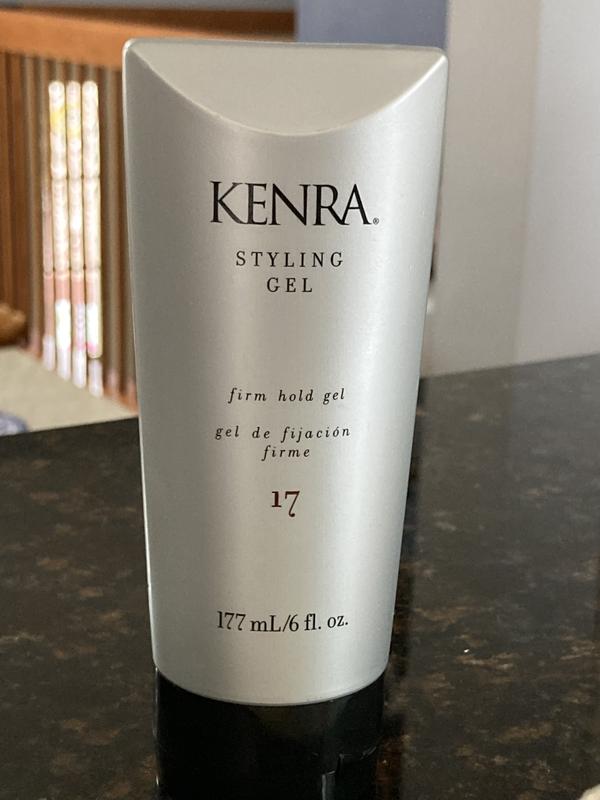 KENRA®
STYLING
GEL
firm hold gel
gel de fijación
firme
17
177 mL/6 fl. oz.